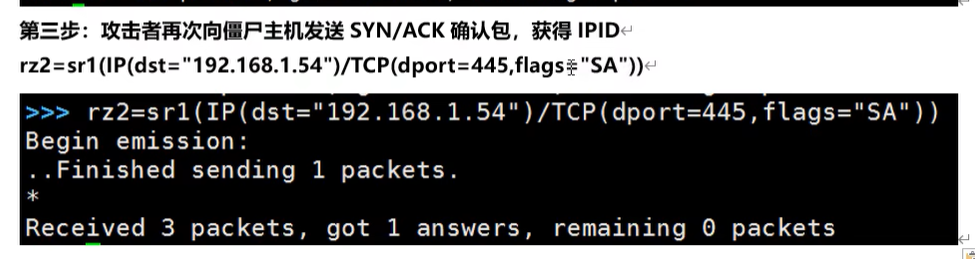 第三步：攻击者再次向僵尸主机发送 SYN/ACK 确认包，获得 IPID
rz2=sr1(IP(dst="192.168.1.54")/TCP(dport=445,flags="SA"))
>>> rz2=sr1(IP(dst="192.168.1.54")/TCP(dport=445,flags="SA"))
Begin emission:
..Finished sending 1 packets.
*
Received 3 packets, got 1 answers, remaining 0 packets